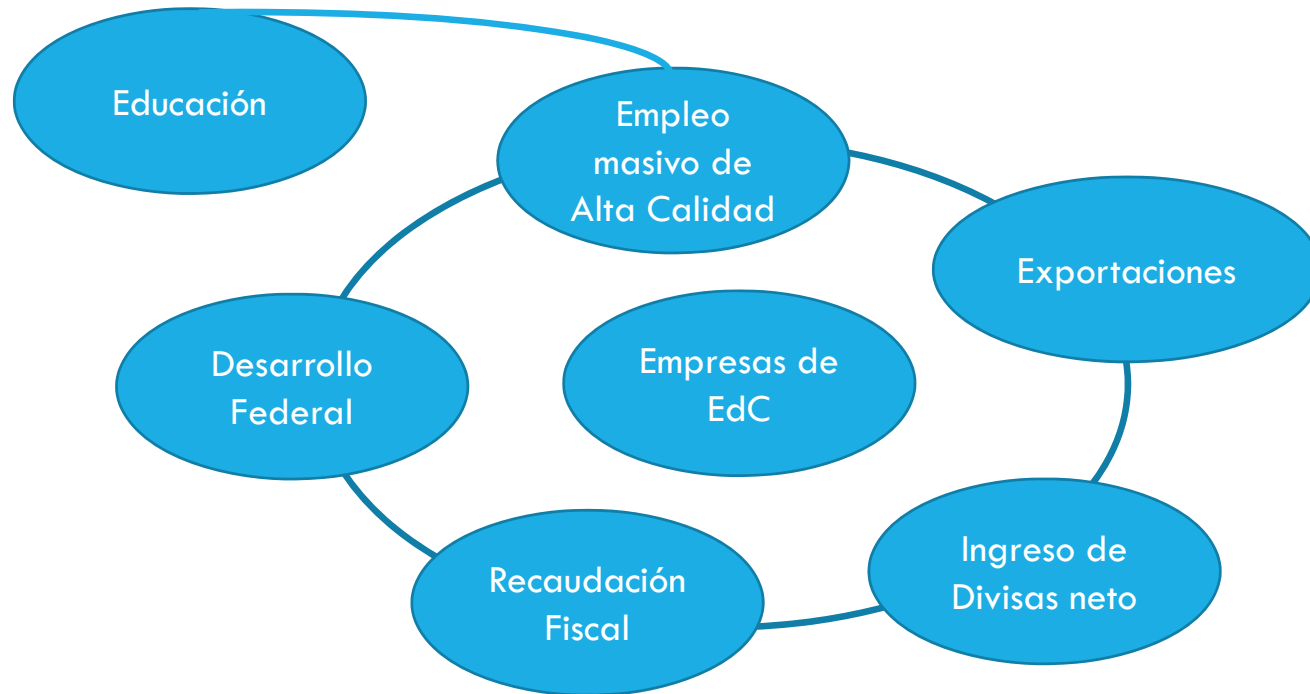 Educación
Empleo
masivo de
Alta Calidad
Exportaciones
Desarrollo
Federal
Empresas de
EdC
Ingreso de
Divisas neto
Recaudación
Fiscal